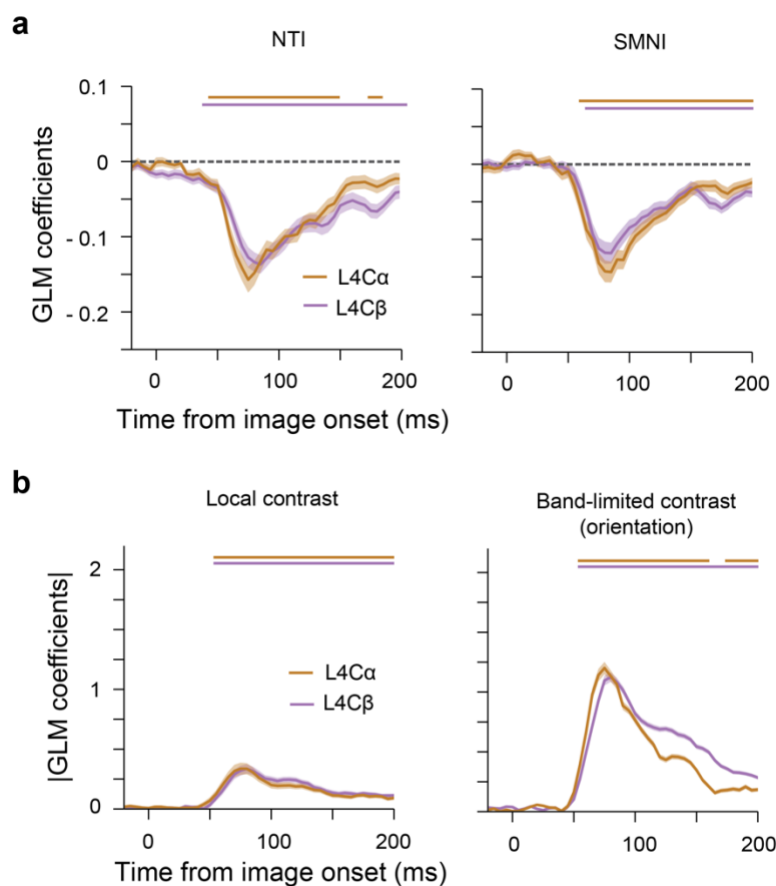 a
NTI
SMNI
0.1
0
- 0.1
- 0.2
GLM coefficients
L4Cα
L4Cβ
0
100
200
0
100
200
Time from image onset (ms)
b
Local contrast
Band-limited contrast
(orientation)
2
1
0
|GLM coefficients|
L4Cα
L4Cβ
0
100
200
0
100
200
Time from image onset (ms)